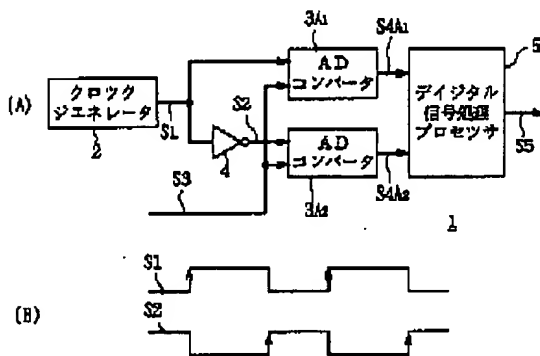 (A)
クロック
ジエネレータ
2
S1
4
S2
S3
3A1
AD
コンバータ
S4A1
AD
コンバータ
3A2
S4A2
5
デイジタル
信号処理
プロセッサ
S5
1
(B)
S1
S2